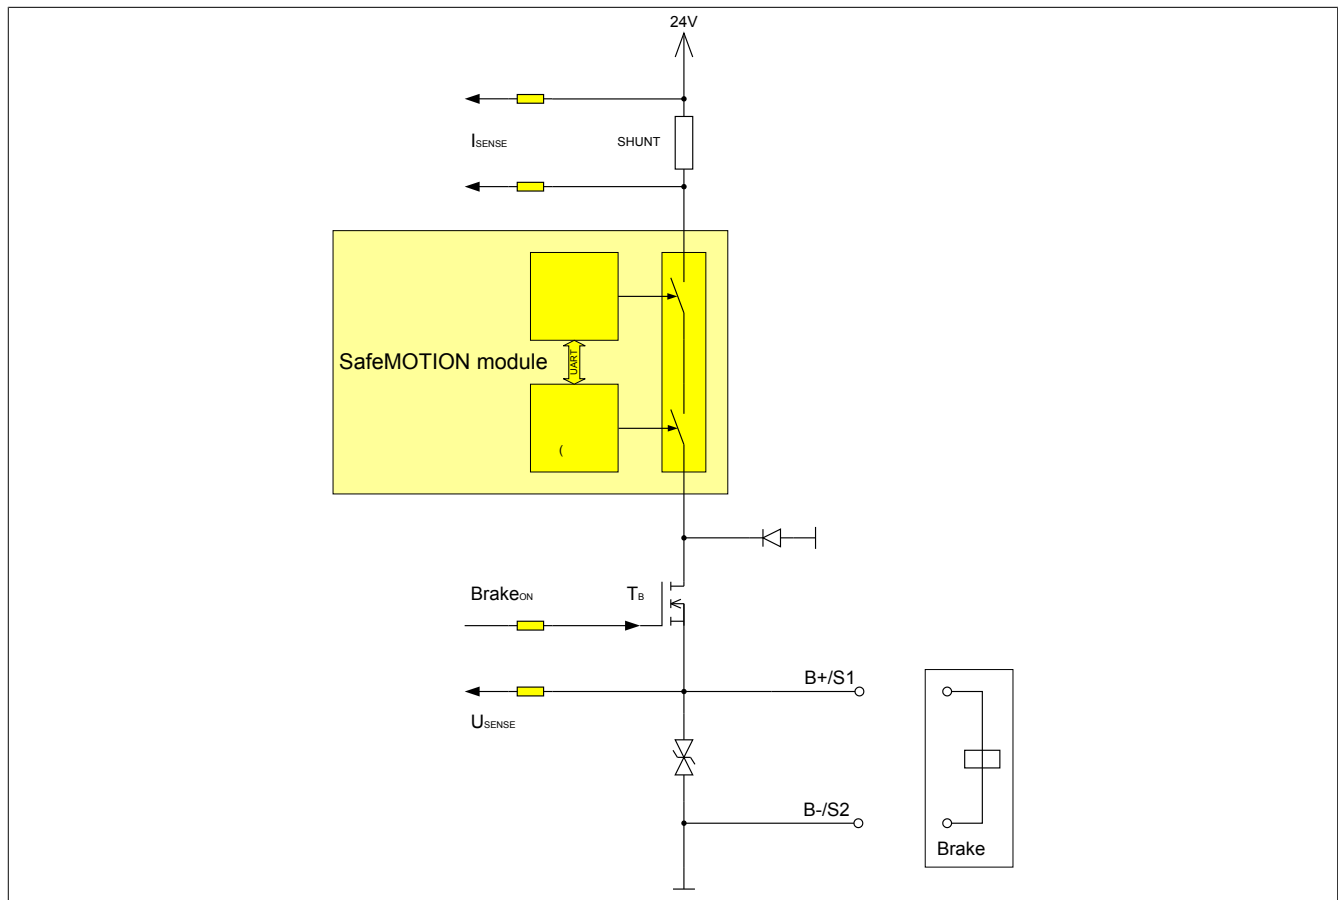 24V
ISENSE
SHUNT
SafeMOTION module
UART
(
BrakeON
TB
B+/S1
USENSE
B-/S2
Brake